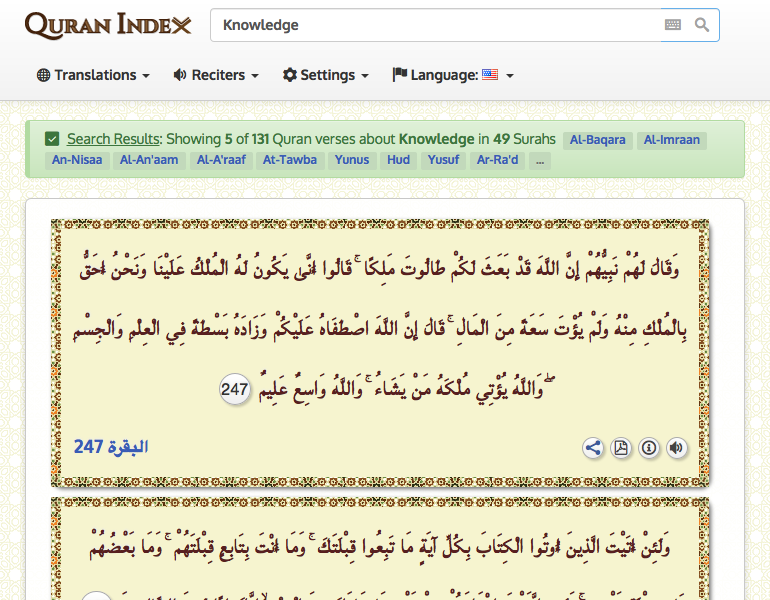 QURAN INDEX
Knowledge
Translations Reciters Settings Language:
Search Results: Showing 5 of 131 Quran verses about Knowledge in 49 Surahs Al-Baqara Al-Imraan
An-Nisaa Al-An'aam Al-A'raaf At-Tawba Yunus Hud Yusuf Ar-Ra'd ...
وَقَالَ لَهُمْ نَبِيُّهُمْ إِنَّ اللَّهَ قَدْ بَعَثَ لَكُمْ طَالُوتَ مَلِكًا ۚ قَالُوا أَنَّىٰ يَكُونُ لَهُ الْمُلْكُ عَلَيْنَا وَنَحْنُ أَحَقُّ
بِالْمُلْكِ مِنْهُ وَلَمْ يُؤْتَ سَعَةً مِنَ الْمَالِ ۚ قَالَ إِنَّ اللَّهَ اصْطَفَاهُ عَلَيْكُمْ وَزَادَهُ بَسْطَةً فِي الْعِلْمِ وَالْجِسْمِ
ۖ وَاللَّهُ يُؤْتِي مُلْكَهُ مَنْ يَشَاءُ ۚ وَاللَّهُ وَاسِعٌ عَلِيمٌ 247
البقرة 247
وَلَئِنْ أَتَيْتَ الَّذِينَ أُوتُوا الْكِتَابَ بِكُلِّ آيَةٍ مَا تَبِعُوا قِبْلَتَكَ ۚ وَمَا أَنْتَ بِتَابِعٍ قِبْلَتَهُمْ ۚ وَمَا بَعْضُهُمْ